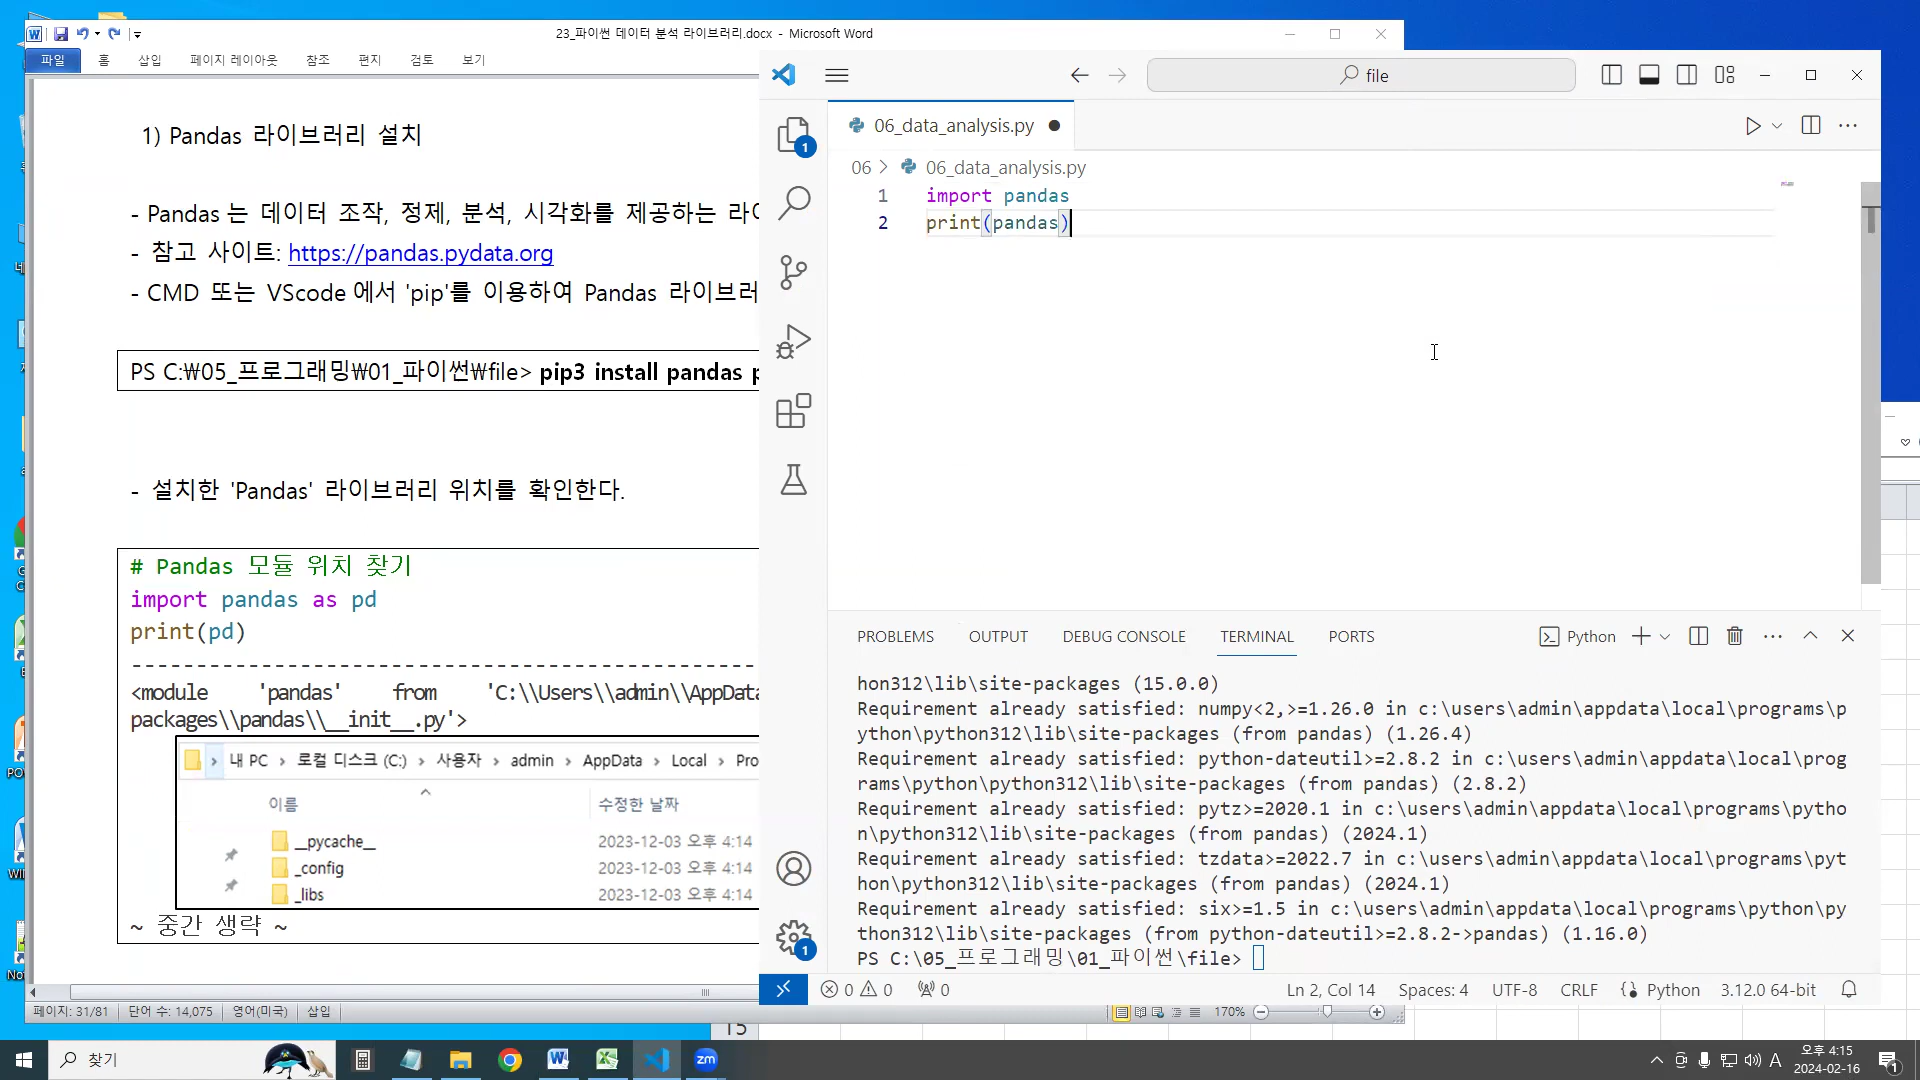 23_파이썬 데이터 분석 라이브러리.docx - Microsoft Word
파일 홈 삽입 페이지 레이아웃 참조 편지 검토 보기
1) Pandas 라이브러리 설치
- Pandas는 데이터 조작, 정제, 분석, 시각화를 제공하는 라이
- 참고 사이트: https://pandas.pydata.org
- CMD 또는 VScode에서 'pip'를 이용하여 Pandas 라이브러
PS C:₩05_프로그래밍₩01_파이썬₩file> pip3 install pandas p
- 설치한 'Pandas' 라이브러리 위치를 확인한다.
# Pandas 모듈 위치 찾기
import pandas as pd
print(pd)
------------------------------------------------
<module 'pandas' from 'C:\\Users\\admin\\AppData
packages\\pandas\\__init__.py'>
내 PC > 로컬 디스크 (C:) > 사용자 > admin > AppData > Local > Pro
이름 수정한 날짜
__pycache__ 2023-12-03 오후 4:14
_config 2023-12-03 오후 4:14
_libs 2023-12-03 오후 4:14
~ 중간 생략 ~
페이지: 31/81 단어 수: 14,075 영어(미국) 삽입
170%
15
file
06_data_analysis.py
06 > 06_data_analysis.py
1 import pandas
2 print(pandas)
PROBLEMS OUTPUT DEBUG CONSOLE TERMINAL PORTS
Python
hon312\lib\site-packages (15.0.0)
Requirement already satisfied: numpy<2,>=1.26.0 in c:\users\admin\appdata\local\programs\p
ython\python312\lib\site-packages (from pandas) (1.26.4)
Requirement already satisfied: python-dateutil>=2.8.2 in c:\users\admin\appdata\local\prog
rams\python\python312\lib\site-packages (from pandas) (2.8.2)
Requirement already satisfied: pytz>=2020.1 in c:\users\admin\appdata\local\programs\pytho
n\python312\lib\site-packages (from pandas) (2024.1)
Requirement already satisfied: tzdata>=2022.7 in c:\users\admin\appdata\local\programs\pyt
hon\python312\lib\site-packages (from pandas) (2024.1)
Requirement already satisfied: six>=1.5 in c:\users\admin\appdata\local\programs\python\py
thon312\lib\site-packages (from python-dateutil>=2.8.2->pandas) (1.16.0)
PS C:\05_프로그래밍\01_파이썬\file>
1
1
0 0 0
Ln 2, Col 14 Spaces: 4 UTF-8 CRLF Python 3.12.0 64-bit
찾기
zm
A
오후 4:15
2024-02-16
1